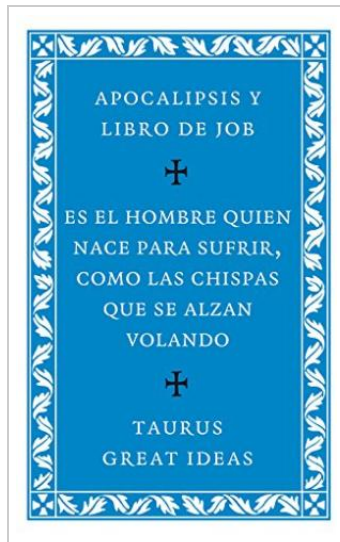 APOCALIPSIS Y
LIBRO DE JOB
ES EL HOMBRE QUIEN
NACE PARA SUFRIR,
COMO LAS CHISPAS
QUE SE ALZAN
VOLANDO
TAURUS
GREAT IDEAS